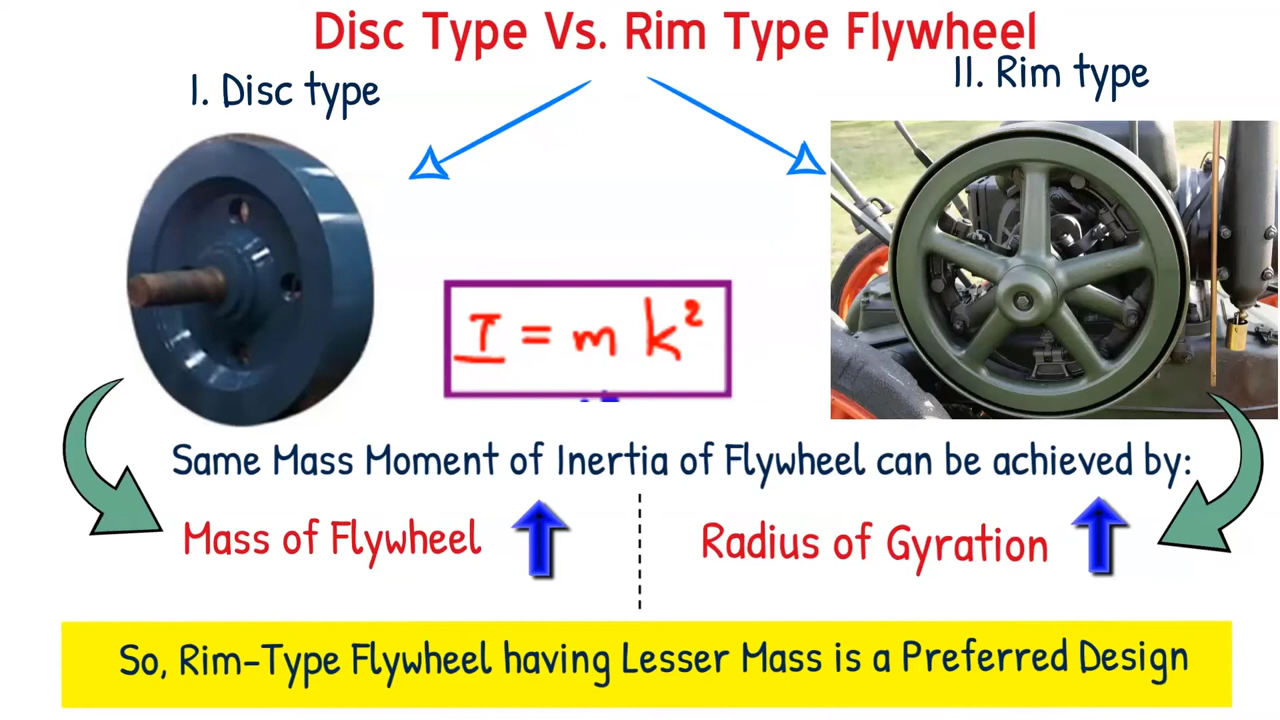 Disc Type Vs. Rim Type Flywheel
I. Disc type
II. Rim type
I = m k²
Same Mass Moment of Inertia of Flywheel can be achieved by:
Mass of Flywheel
Radius of Gyration
So, Rim-Type Flywheel having Lesser Mass is a Preferred Design